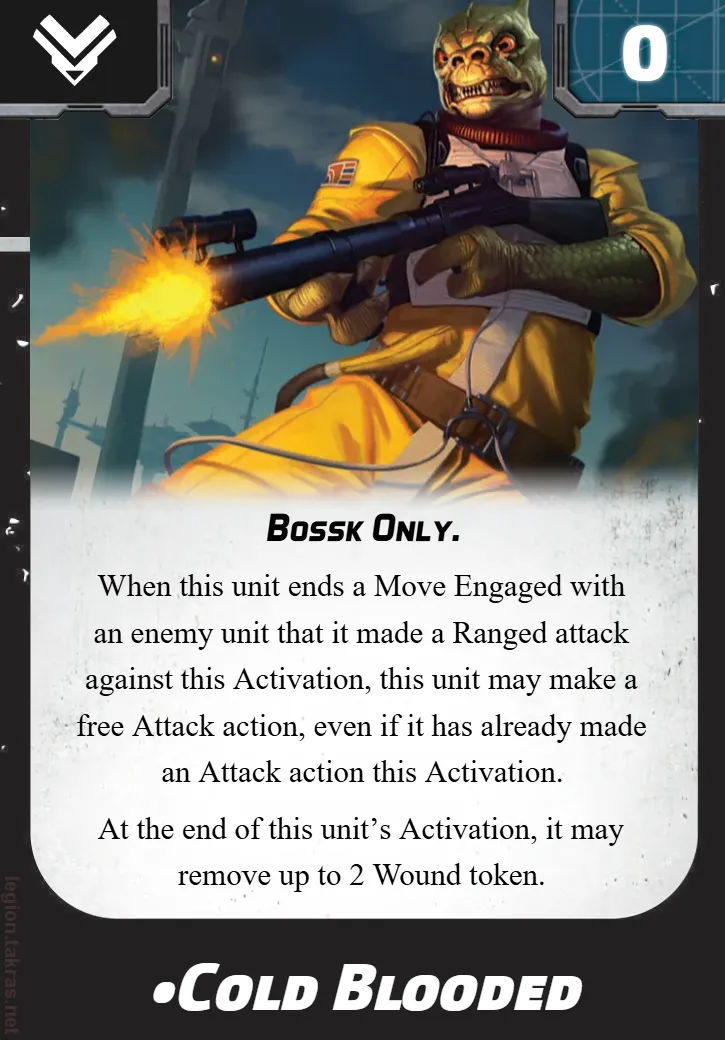 0
Bossk Only.
When this unit ends a Move Engaged with
an enemy unit that it made a Ranged attack
against this Activation, this unit may make a
free Attack action, even if it has already made
an Attack action this Activation.
At the end of this unit’s Activation, it may
remove up to 2 Wound token.
•Cold Blooded
legion.takras.net